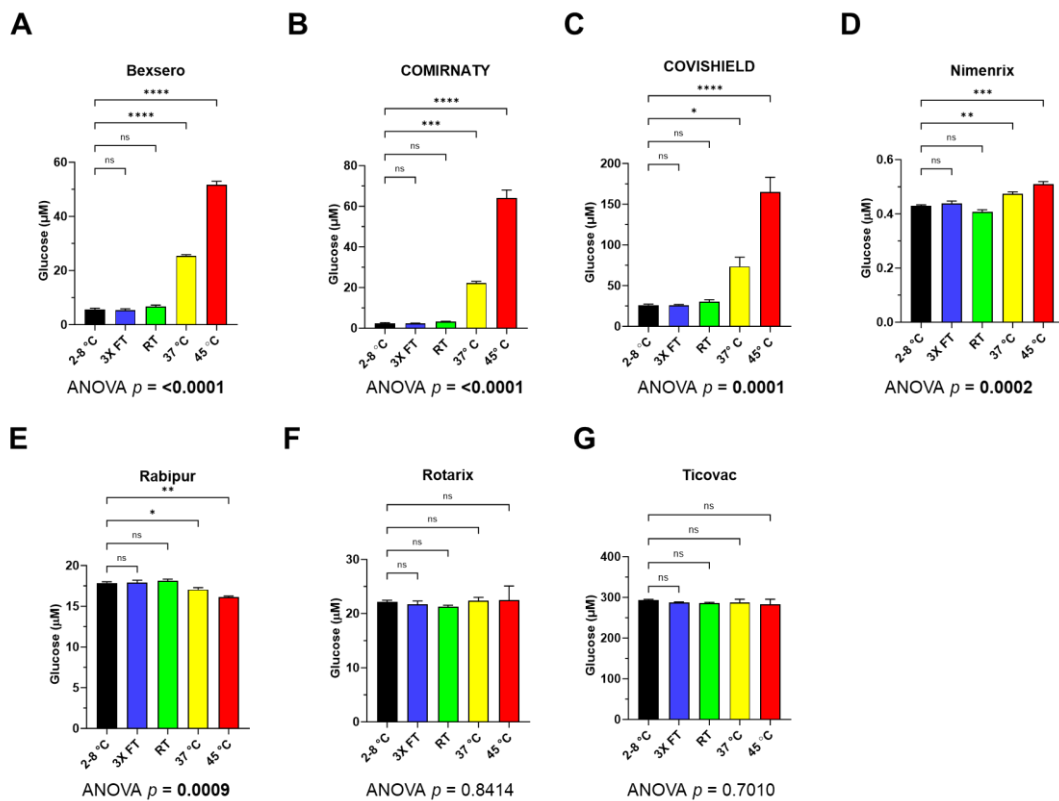 A
Bexsero
****
****
ns
ns
Glucose (μM)
60
40
20
0
2-8 °C
3X FT
RT
37° C
45 °C
ANOVA p = <0.0001
B
COMIRNATY
****
***
ns
ns
Glucose (μM)
80
60
40
20
0
2-8 °C
3X FT
RT
37° C
45° C
ANOVA p = <0.0001
C
COVISHIELD
****
*
ns
ns
Glucose (μM)
200
150
100
50
0
2-8 °C
3X FT
RT
37° C
45° C
ANOVA p = 0.0001
D
Nimenrix
***
**
ns
ns
Glucose (μM)
0.6
0.4
0.2
0.0
2-8 °C
3X FT
RT
37 °C
45 °C
ANOVA p = 0.0002
E
Rabipur
**
*
ns
ns
Glucose (μM)
20
15
10
5
0
2-8 °C
3X FT
RT
37 °C
45 °C
ANOVA p = 0.0009
F
Rotarix
ns
ns
ns
ns
Glucose (μM)
30
20
10
0
2-8 °C
3X FT
RT
37 °C
45 °C
ANOVA p = 0.8414
G
Ticovac
ns
ns
ns
ns
Glucose (μM)
400
300
200
100
0
2-8 °C
3X FT
RT
37 °C
45 °C
ANOVA p = 0.7010